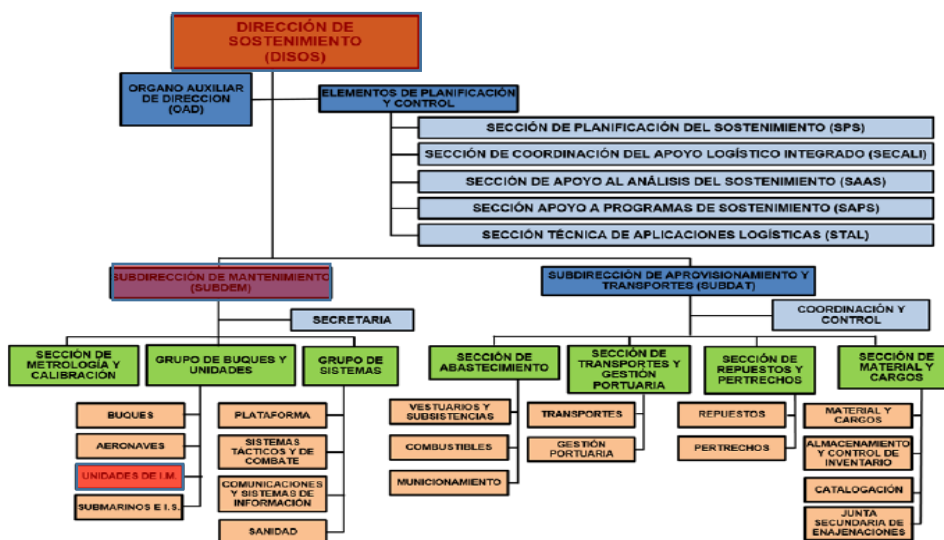 DIRECCIÓN DE
SOSTENIMIENTO
(DISOS)
ORGANO AUXILIAR
DE DIRECCION
(OAD)
ELEMENTOS DE PLANIFICACIÓN
Y CONTROL
SECCIÓN DE PLANIFICACIÓN DEL SOSTENIMIENTO (SPS)
SECCIÓN DE COORDINACIÓN DEL APOYO LOGÍSTICO INTEGRADO (SECALI)
SECCIÓN DE APOYO AL ANÁLISIS DEL SOSTENIMIENTO (SAAS)
SECCIÓN APOYO A PROGRAMAS DE SOSTENIMIENTO (SAPS)
SECCIÓN TÉCNICA DE APLICACIONES LOGÍSTICAS (STAL)
SUBDIRECCIÓN DE MANTENIMIENTO
(SUBDEM)
SUBDIRECCIÓN DE APROVISIONAMIENTO Y
TRANSPORTES (SUBDAT)
SECRETARIA
COORDINACIÓN Y
CONTROL
SECCIÓN DE
METROLOGÍA Y
CALIBRACIÓN
GRUPO DE BUQUES Y
UNIDADES
GRUPO DE
SISTEMAS
SECCIÓN DE
ABASTECIMIENTO
SECCIÓN DE
TRANSPORTES Y
GESTIÓN
PORTUARIA
SECCIÓN DE
REPUESTOS Y
PERTRECHOS
SECCIÓN DE
MATERIAL Y
CARGOS
BUQUES
AERONAVES
UNIDADES DE I.M.
SUBMARINOS E I.S.
PLATAFORMA
SISTEMAS
TÁCTICOS Y DE
COMBATE
COMUNICACIONES
Y SISTEMAS DE
INFORMACIÓN
SANIDAD
VESTUARIOS Y
SUBSISTENCIAS
COMBUSTIBLES
MUNICIONAMIENTO
TRANSPORTES
GESTIÓN
PORTUARIA
REPUESTOS
PERTRECHOS
MATERIAL Y
CARGOS
ALMACENAMIENTO
Y CONTROL DE
INVENTARIO
CATALOGACIÓN
JUNTA
SECUNDARIA DE
ENAJENACIONES